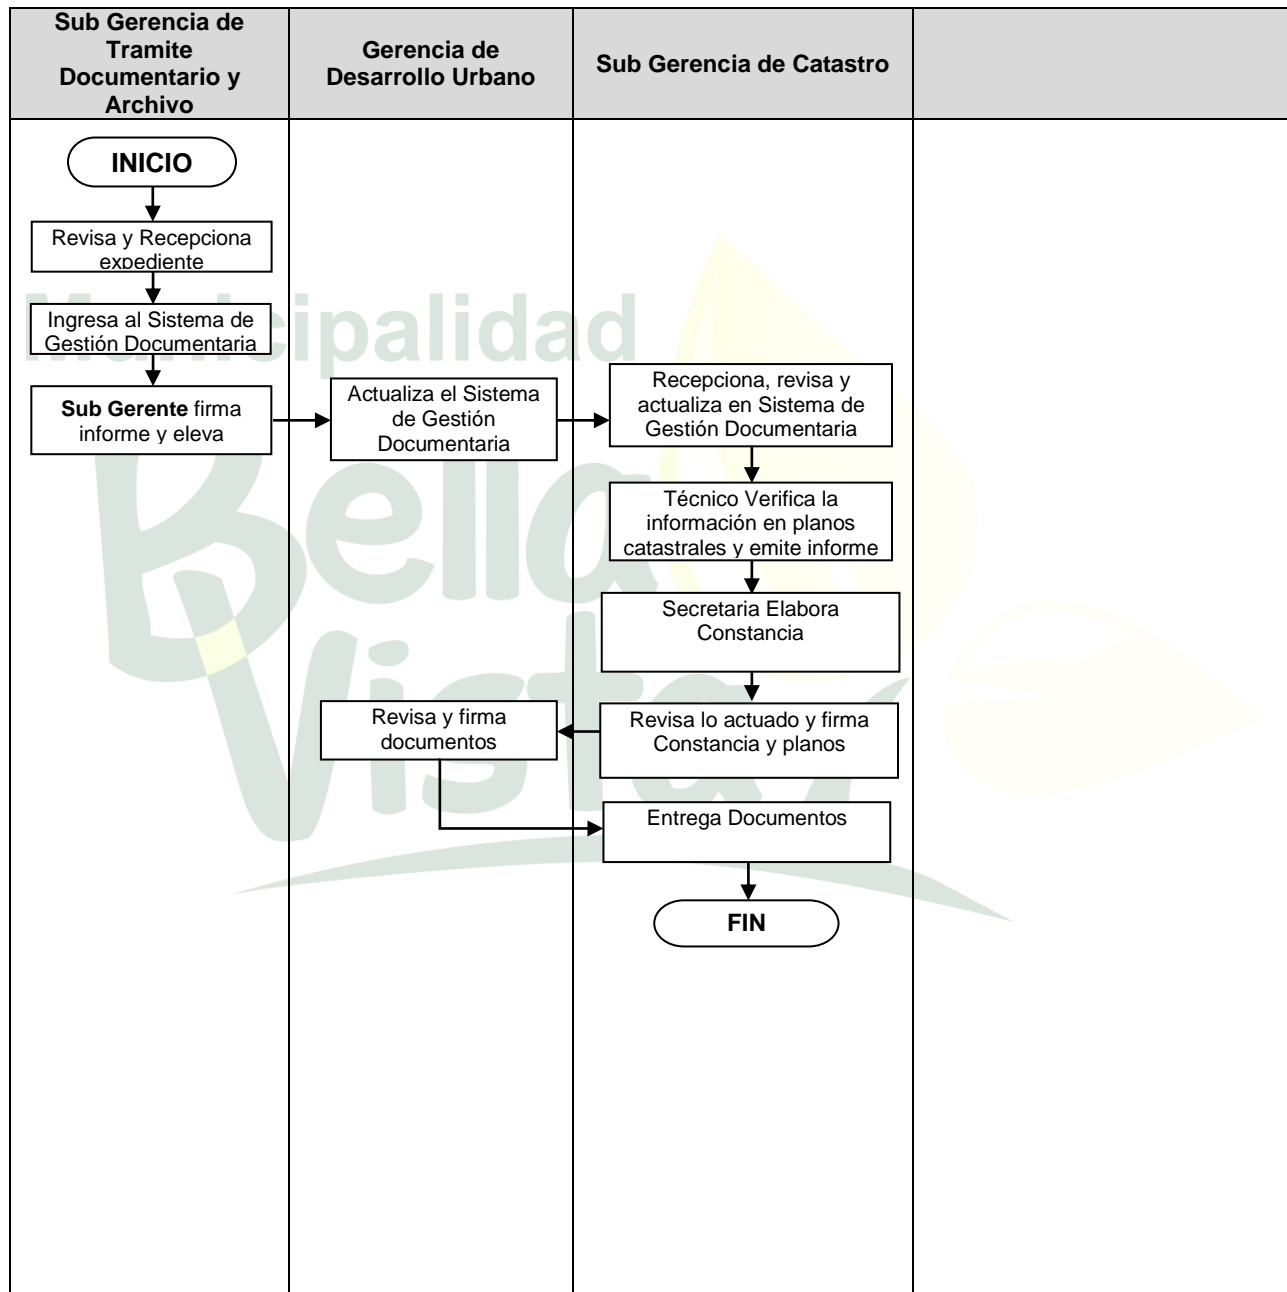 Sub Gerencia de
Tramite
Documentario y
Archivo
Gerencia de
Desarrollo Urbano
Sub Gerencia de Catastro
INICIO
Revisa y Recepciona
expediente
Ingresa al Sistema de
Gestión Documentaria
Sub Gerente firma
informe y eleva
Actualiza el Sistema
de Gestión
Documentaria
Recepciona, revisa y
actualiza en Sistema de
Gestión Documentaria
Técnico Verifica la
información en planos
catastrales y emite informe
Secretaria Elabora
Constancia
Revisa lo actuado y firma
Constancia y planos
Revisa y firma
documentos
Entrega Documentos
FIN
Municipalidad
Bella
Vista